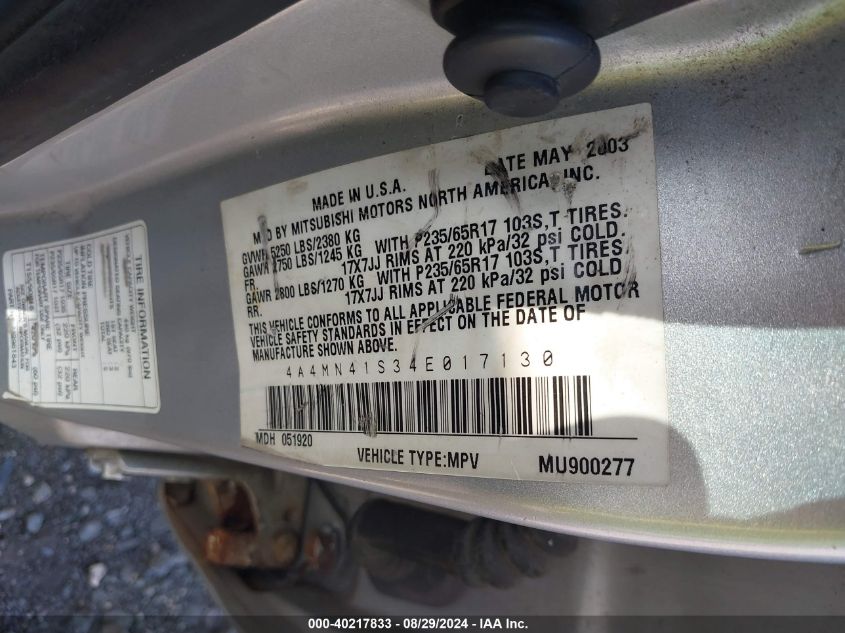 MADE IN U.S.A. DATE MAY 2003
MFD BY MITSUBISHI MOTORS NORTH AMERICA, INC.
GVWR 5250 LBS/2380 KG
GAWR 2750 LBS/1245 KG WITH P235/65R17 103S,T TIRES.
FR. 17X7JJ RIMS AT 220 kPa/32 psi COLD.
GAWR 2800 LBS/1270 KG WITH P235/65R17 103S,T TIRES.
RR. 17X7JJ RIMS AT 220 kPa/32 psi COLD
THIS VEHICLE CONFORMS TO ALL APPLICABLE FEDERAL MOTOR
VEHICLE SAFETY STANDARDS IN EFFECT ON THE DATE OF
MANUFACTURE SHOWN ABOVE.
4A4MN41S34E017130
MDH 051920
VEHICLE TYPE:MPV MU900277
TIRE INFORMATION
COLD TIRE
000-40217833 - 08/29/2024 - IAA Inc.